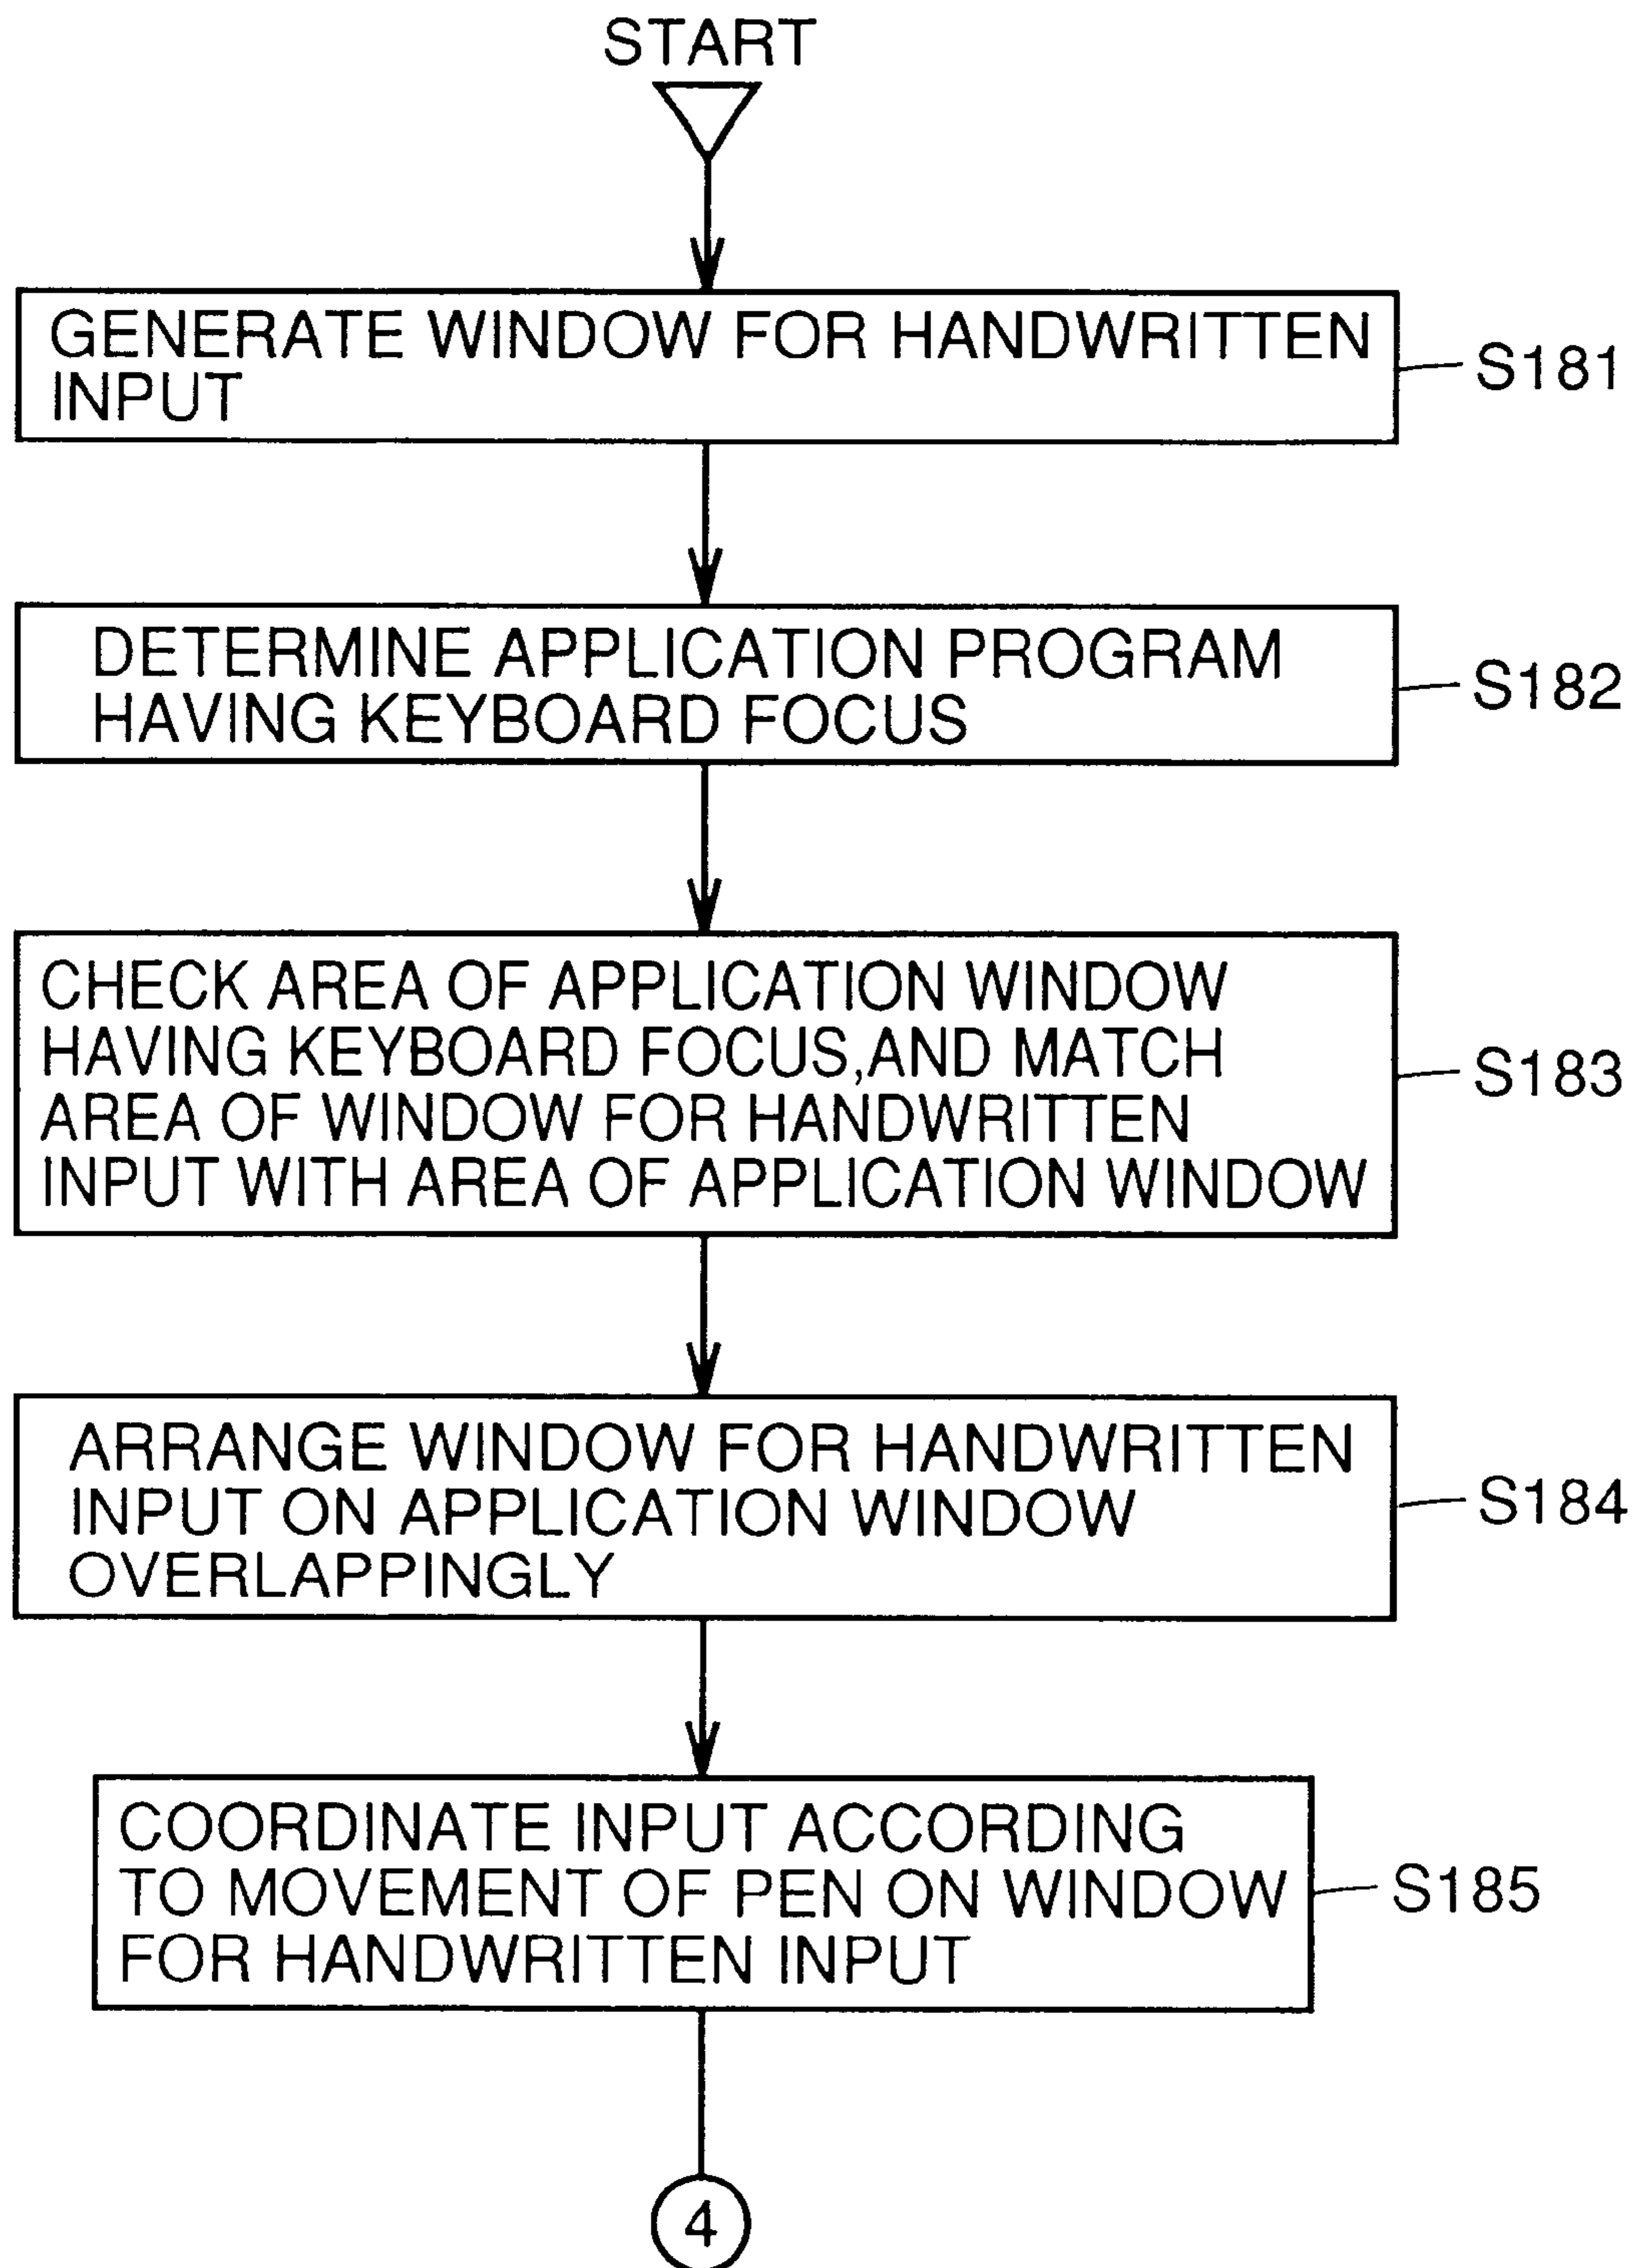 START
GENERATE WINDOW FOR HANDWRITTEN
INPUT
S181
DETERMINE APPLICATION PROGRAM
HAVING KEYBOARD FOCUS
S182
CHECK AREA OF APPLICATION WINDOW
HAVING KEYBOARD FOCUS,AND MATCH
AREA OF WINDOW FOR HANDWRITTEN
INPUT WITH AREA OF APPLICATION WINDOW
S183
ARRANGE WINDOW FOR HANDWRITTEN
INPUT ON APPLICATION WINDOW
OVERLAPPINGLY
S184
COORDINATE INPUT ACCORDING
TO MOVEMENT OF PEN ON WINDOW
FOR HANDWRITTEN INPUT
S185
4